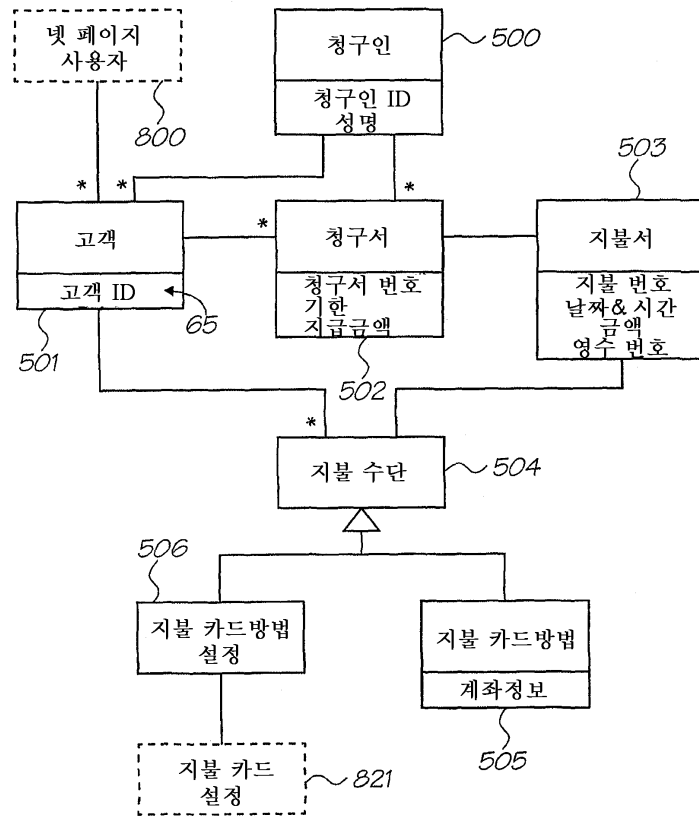 넷 페이지
사용자
800
청구인
500
청구인 ID
성명
503
*
*
*
고객
*
청구서
지불서
고객 ID
65
501
청구서 번호
기한
지급금액
502
지불 번호
날짜&시간
금액
영수 번호
*
지불 수단
504
506
지불 카드방법
설정
지불 카드방법
계좌정보
505
지불 카드
설정
821